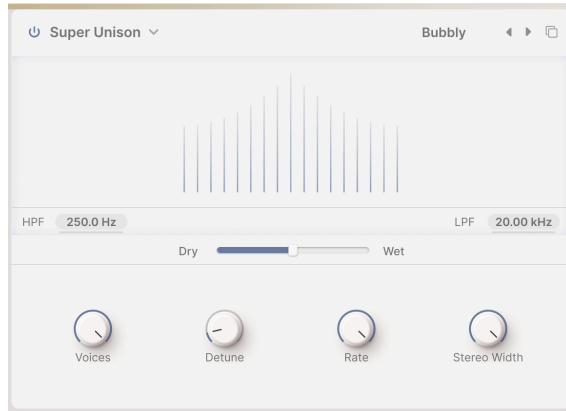 Super Unison
Bubbly
HPF 250.0 Hz
LPF 20.00 kHz
Dry
Wet
Voices
Detune
Rate
Stereo Width